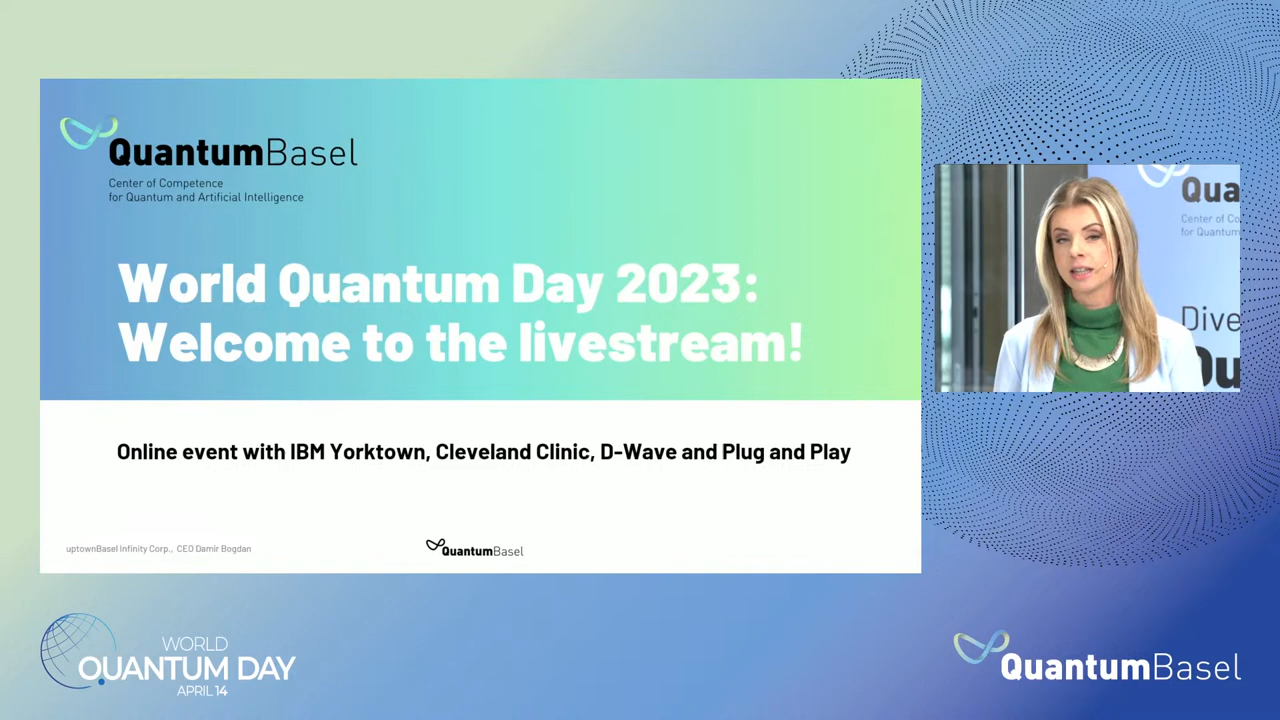 QuantumBasel
Center of Competence
for Quantum and Artificial Intelligence
World Quantum Day 2023:
Welcome to the livestream!
Online event with IBM Yorktown, Cleveland Clinic, D-Wave and Plug and Play
uptownBasel Infinity Corp., CEO Damir Bogdan
QuantumBasel
Qua
Center of Co
for Quantum
Dive
Qu
WORLD
QUANTUM DAY
APRIL 14
QuantumBasel